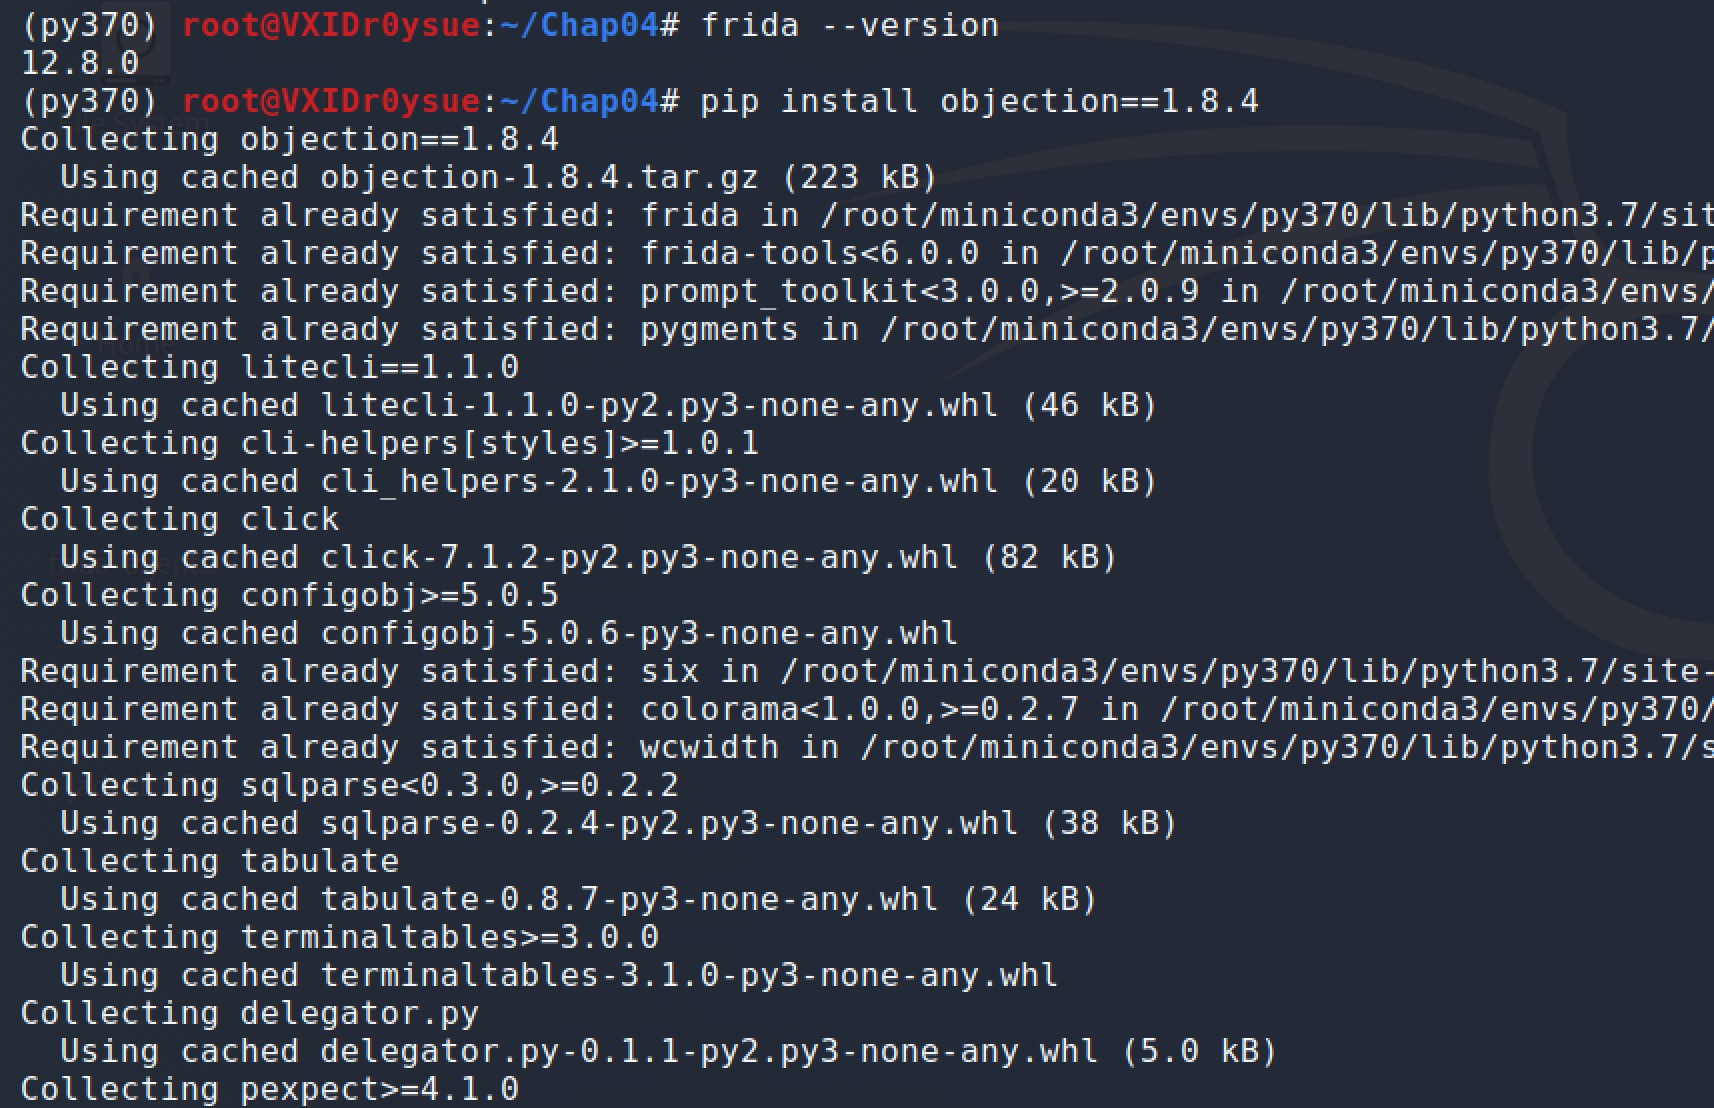 (py370) root@VXIDr0ysue:~/Chap04# frida --version
12.8.0
(py370) root@VXIDr0ysue:~/Chap04# pip install objection==1.8.4
Collecting objection==1.8.4
  Using cached objection-1.8.4.tar.gz (223 kB)
Requirement already satisfied: frida in /root/miniconda3/envs/py370/lib/python3.7/sit
Requirement already satisfied: frida-tools<6.0.0 in /root/miniconda3/envs/py370/lib/p
Requirement already satisfied: prompt_toolkit<3.0.0,>=2.0.9 in /root/miniconda3/envs/
Requirement already satisfied: pygments in /root/miniconda3/envs/py370/lib/python3.7/
Collecting litecli==1.1.0
  Using cached litecli-1.1.0-py2.py3-none-any.whl (46 kB)
Collecting cli-helpers[styles]>=1.0.1
  Using cached cli_helpers-2.1.0-py3-none-any.whl (20 kB)
Collecting click
  Using cached click-7.1.2-py2.py3-none-any.whl (82 kB)
Collecting configobj>=5.0.5
  Using cached configobj-5.0.6-py3-none-any.whl
Requirement already satisfied: six in /root/miniconda3/envs/py370/lib/python3.7/site-
Requirement already satisfied: colorama<1.0.0,>=0.2.7 in /root/miniconda3/envs/py370/
Requirement already satisfied: wcwidth in /root/miniconda3/envs/py370/lib/python3.7/s
Collecting sqlparse<0.3.0,>=0.2.2
  Using cached sqlparse-0.2.4-py2.py3-none-any.whl (38 kB)
Collecting tabulate
  Using cached tabulate-0.8.7-py3-none-any.whl (24 kB)
Collecting terminaltables>=3.0.0
  Using cached terminaltables-3.1.0-py3-none-any.whl
Collecting delegator.py
  Using cached delegator.py-0.1.1-py2.py3-none-any.whl (5.0 kB)
Collecting pexpect>=4.1.0